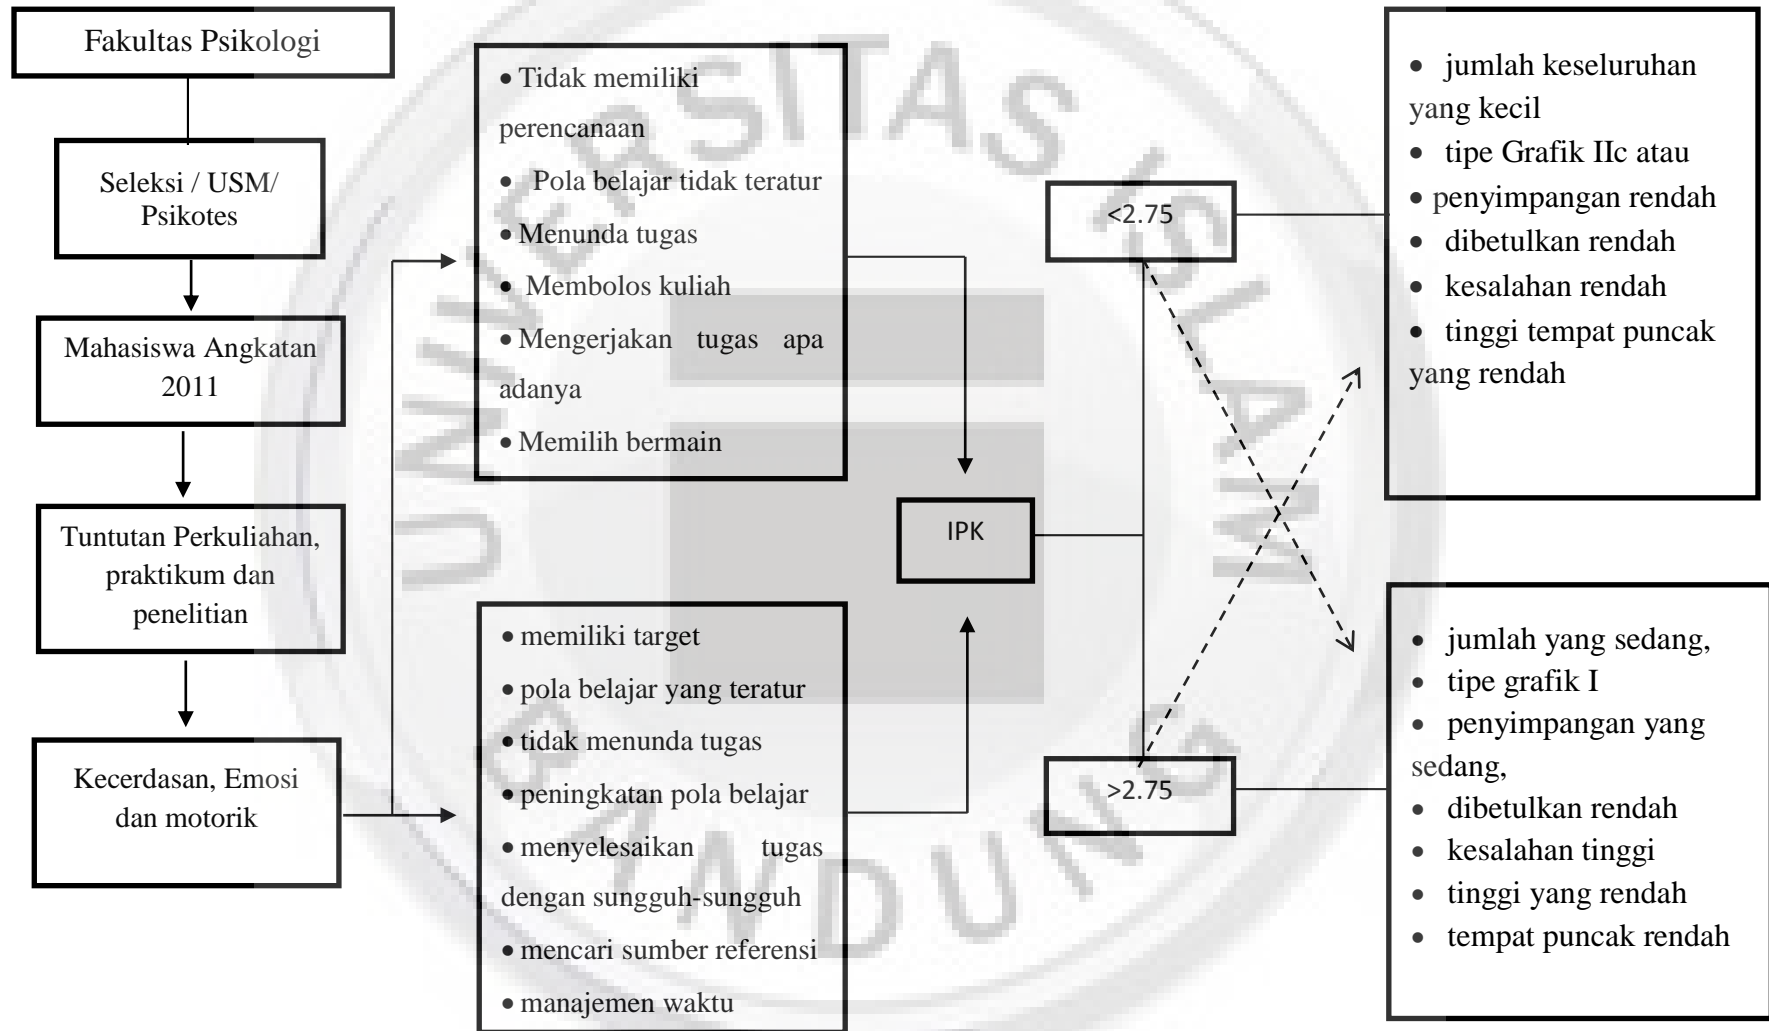 Fakultas Psikologi
Seleksi / USM/
Psikotes
Mahasiswa Angkatan
2011
Tuntutan Perkuliahan,
praktikum dan
penelitian
Kecerdasan, Emosi
dan motorik
• Tidak memiliki
perencanaan
• Pola belajar tidak teratur
• Menunda tugas
• Membolos kuliah
• Mengerjakan tugas apa
adanya
• Memilih bermain
• memiliki target
• pola belajar yang teratur
• tidak menunda tugas
• peningkatan pola belajar
• menyelesaikan tugas
dengan sungguh-sungguh
• mencari sumber referensi
• manajemen waktu
IPK
<2.75
>2.75
• jumlah keseluruhan
yang kecil
• tipe Grafik IIc atau
• penyimpangan rendah
• dibetulkan rendah
• kesalahan rendah
• tinggi tempat puncak
yang rendah
• jumlah yang sedang,
• tipe grafik I
• penyimpangan yang
sedang,
• dibetulkan rendah
• kesalahan tinggi
• tinggi yang rendah
• tempat puncak rendah
UNIVERSITAS ISLAM
BANDUNG